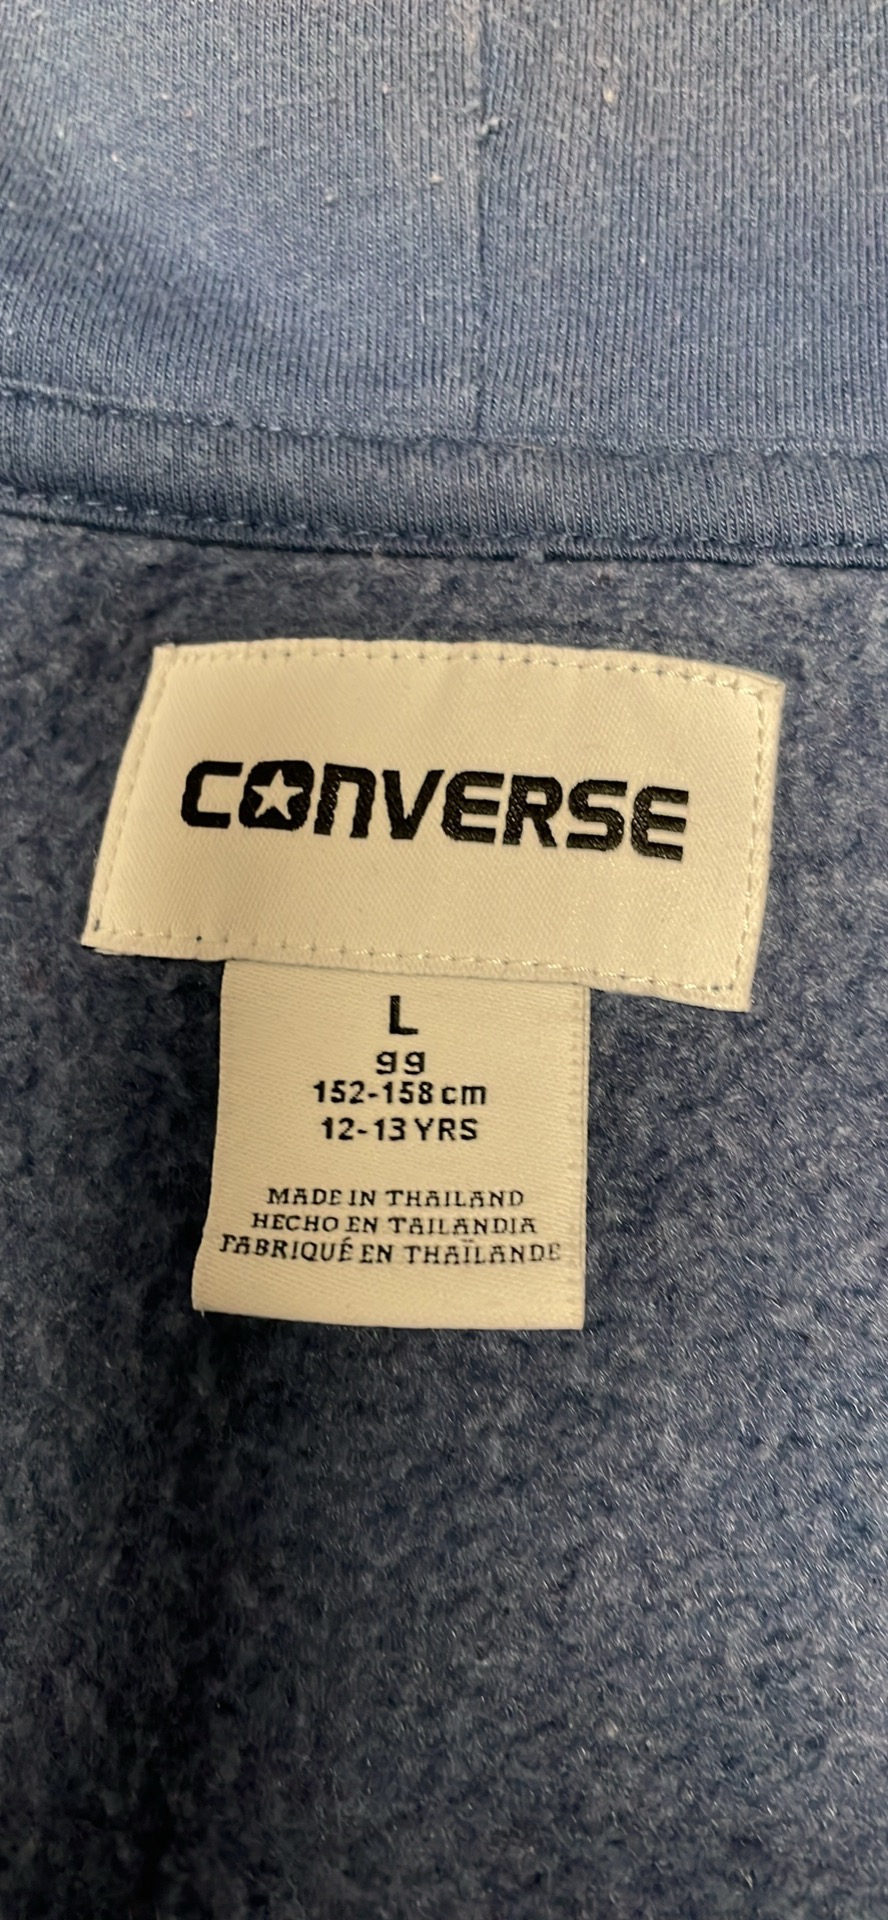 CONVERSE
L
gg
152-158 cm
12-13 YRS
MADE IN THAILAND
HECHO EN TAILANDIA
FABRIQUÉ EN THAÏLANDE